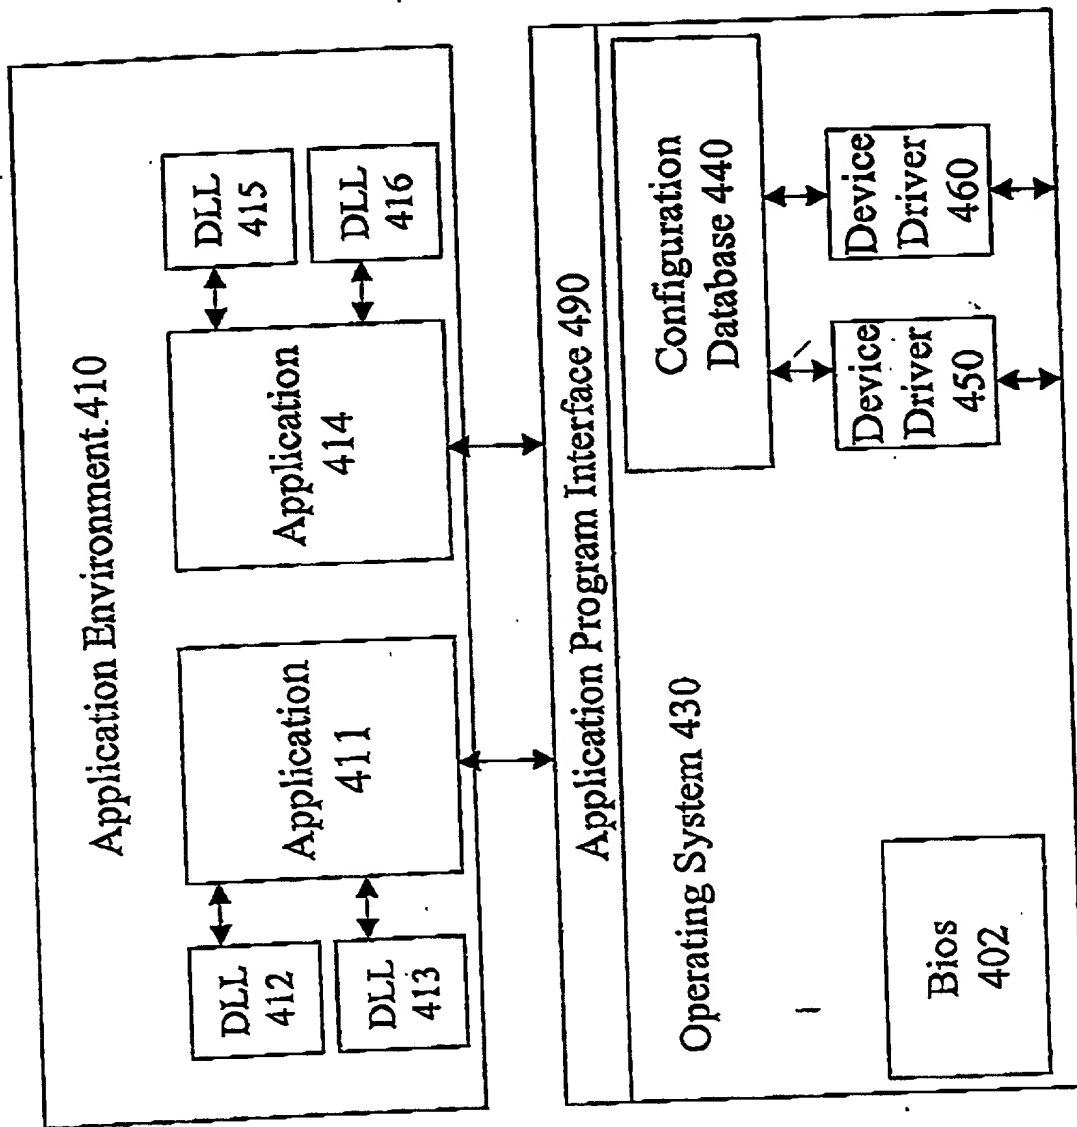 Application Environment 410
DLL
412
DLL
413
Application
411
Application
414
DLL
415
DLL
416
Application Program Interface 490
Operating System 430
Bios
402
Configuration
Database 440
Device
Driver
450
Device
Driver
460